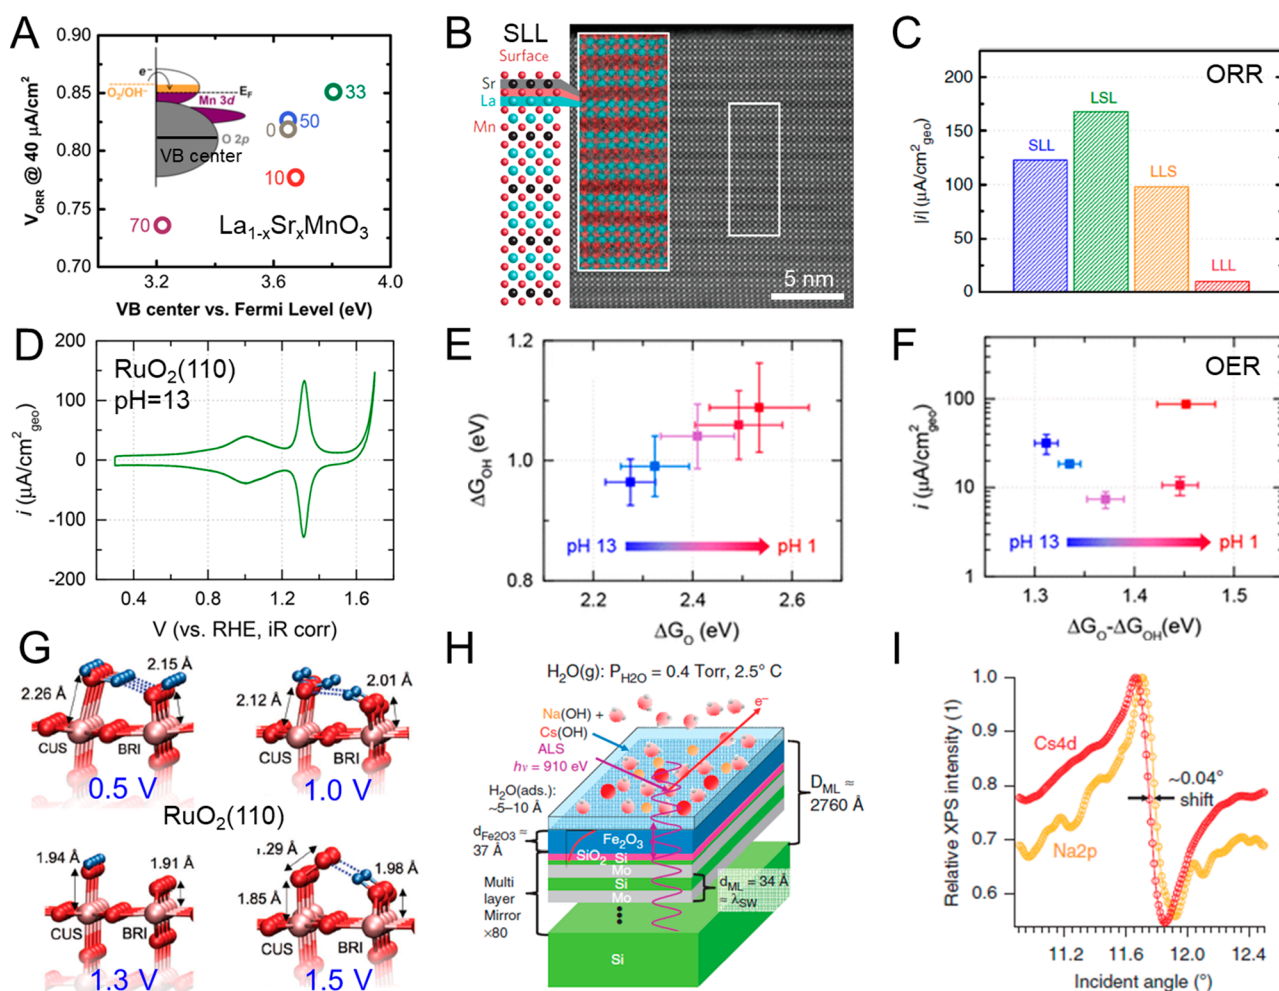 A
V_ORR @ 40 μA/cm²
0.90
0.85
0.80
0.75
0.70
e⁻
O₂/OH⁻
E_F
Mn 3d
O 2p
VB center
33
50
0
10
70
La₁₋ₓSrₓMnO₃
3.2
3.6
4.0
VB center vs. Fermi Level (eV)
B
SLL
Surface
Sr
La
Mn
5 nm
C
ORR
|i| (μA/cm²geo)
200
150
100
50
0
SLL
LSL
LLS
LLL
D
RuO₂(110)
pH=13
i (μA/cm²geo)
200
100
0
-100
-200
0.4
0.8
1.2
1.6
V (vs. RHE, iR corr)
E
ΔG_OH (eV)
1.2
1.0
0.8
pH 13
pH 1
2.2
2.4
2.6
ΔG_O (eV)
F
OER
i (μA/cm²geo)
100
10
1
pH 13
pH 1
1.3
1.4
1.5
ΔG_O-ΔG_OH(eV)
G
2.26 Å
2.15 Å
CUS
BRI
0.5 V
2.12 Å
2.01 Å
CUS
BRI
1.0 V
RuO₂(110)
1.94 Å
1.91 Å
CUS
BRI
1.3 V
1.29 Å
1.85 Å
1.98 Å
CUS
BRI
1.5 V
H
H₂O(g): P_H2O = 0.4 Torr, 2.5° C
Na(OH) +
Cs(OH)
ALS
hν = 910 eV
e⁻
H₂O(ads.):
~5–10 Å
d_Fe2O3 ≈
37 Å
Fe₂O₃
SiO₂
Si
Mo
Si
Mo
Multi
layer
Mirror
×80
D_ML ≈
2760 Å
d_ML = 34 Å
≈ λ_SW
Si
I
Relative XPS intensity (1)
1.0
0.9
0.8
0.7
0.6
Cs4d
Na2p
~0.04°
shift
11.2
11.6
12.0
12.4
Incident angle (°)